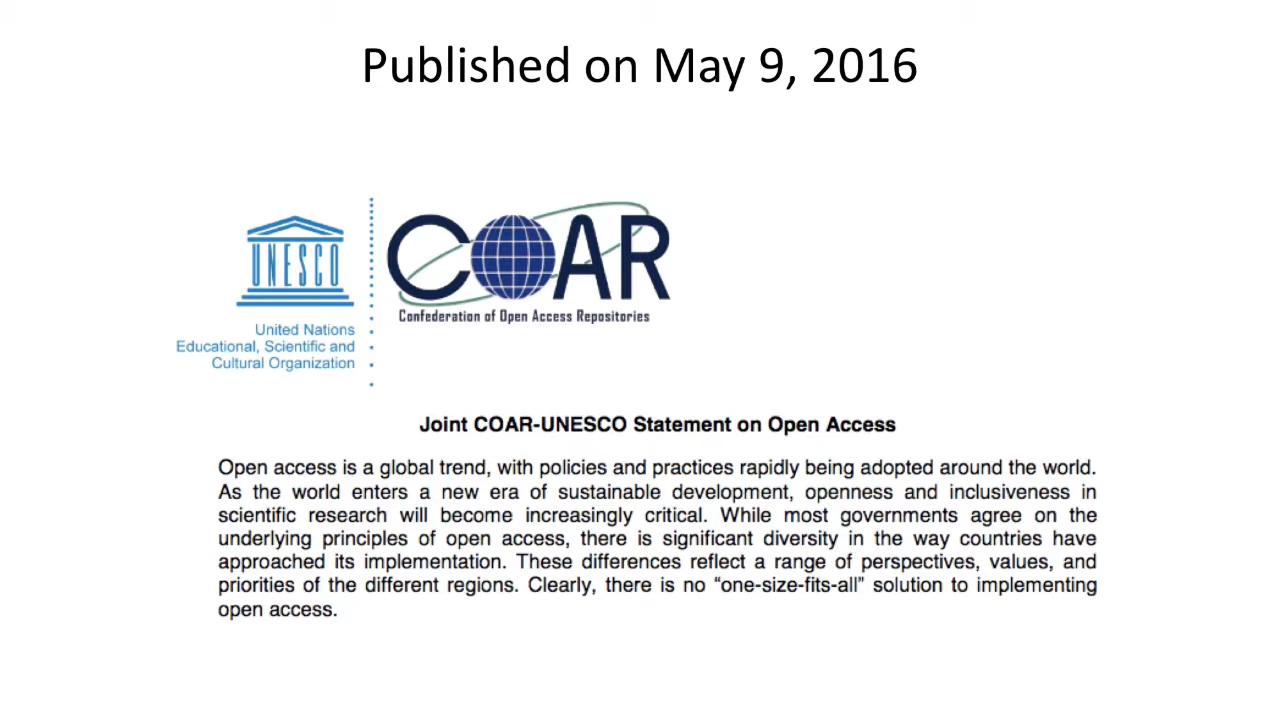 Published on May 9, 2016
UNESCO
United Nations
Educational, Scientific and
Cultural Organization
COAR
Confederation of Open Access Repositories
Joint COAR-UNESCO Statement on Open Access
Open access is a global trend, with policies and practices rapidly being adopted around the world.
As the world enters a new era of sustainable development, openness and inclusiveness in
scientific research will become increasingly critical. While most governments agree on the
underlying principles of open access, there is significant diversity in the way countries have
approached its implementation. These differences reflect a range of perspectives, values, and
priorities of the different regions. Clearly, there is no “one-size-fits-all” solution to implementing
open access.